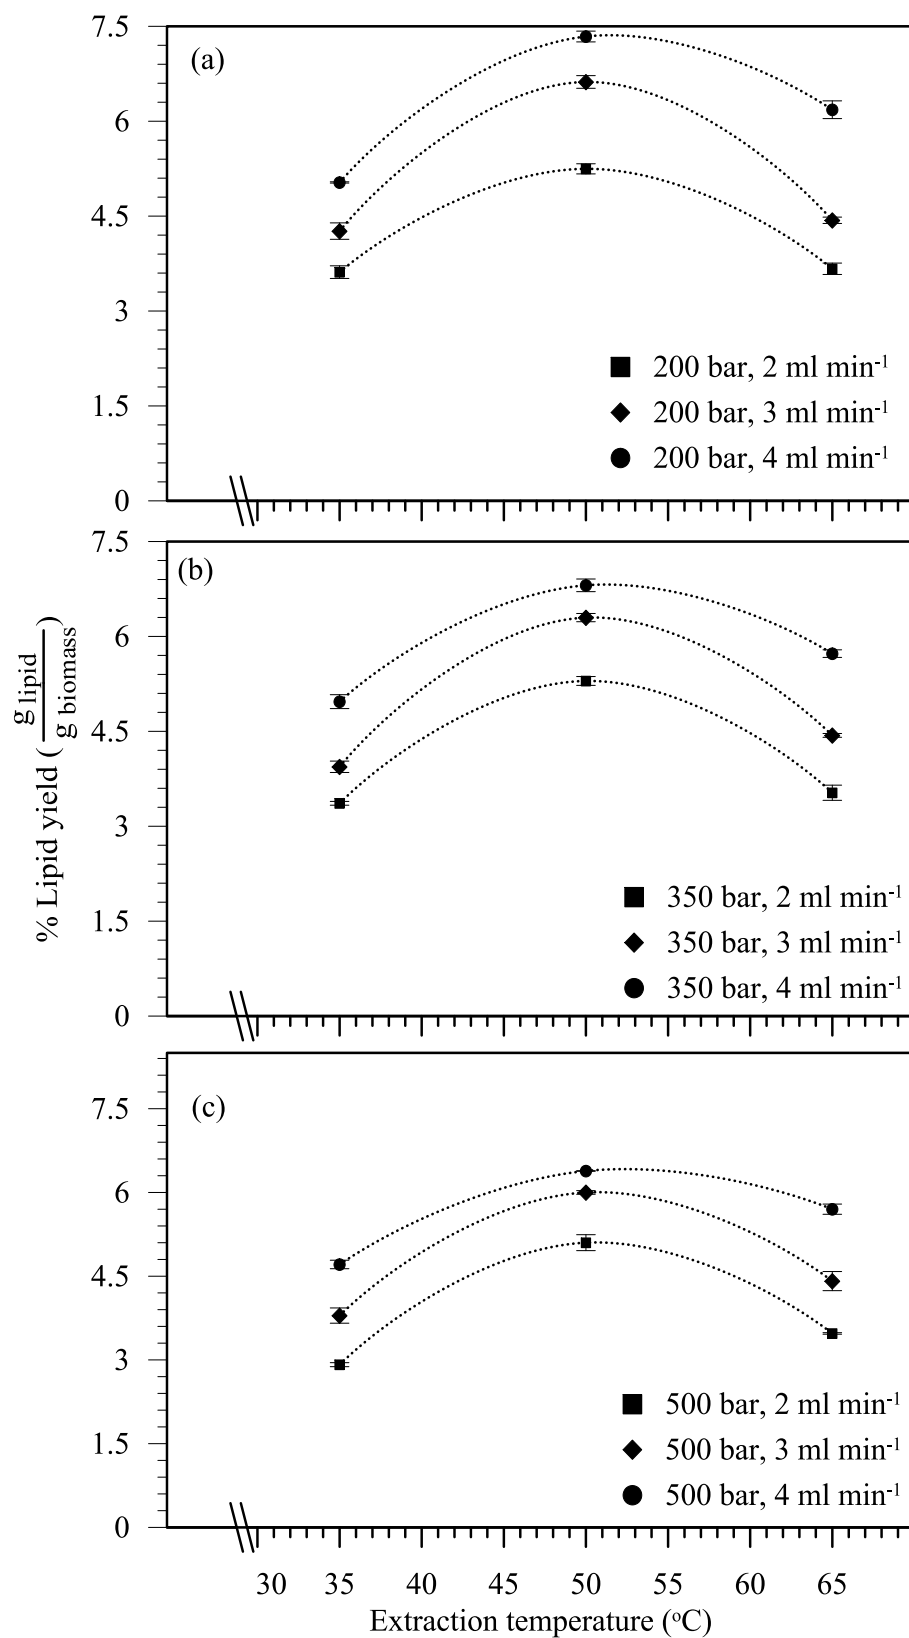 (a)
7.5
6
4.5
3
1.5
0
200 bar, 2 ml min-1
200 bar, 3 ml min-1
200 bar, 4 ml min-1
(b)
7.5
6
4.5
3
1.5
0
350 bar, 2 ml min-1
350 bar, 3 ml min-1
350 bar, 4 ml min-1
% Lipid yield (g lipid / g biomass)
(c)
7.5
6
4.5
3
1.5
0
500 bar, 2 ml min-1
500 bar, 3 ml min-1
500 bar, 4 ml min-1
30 35 40 45 50 55 60 65
Extraction temperature (oC)